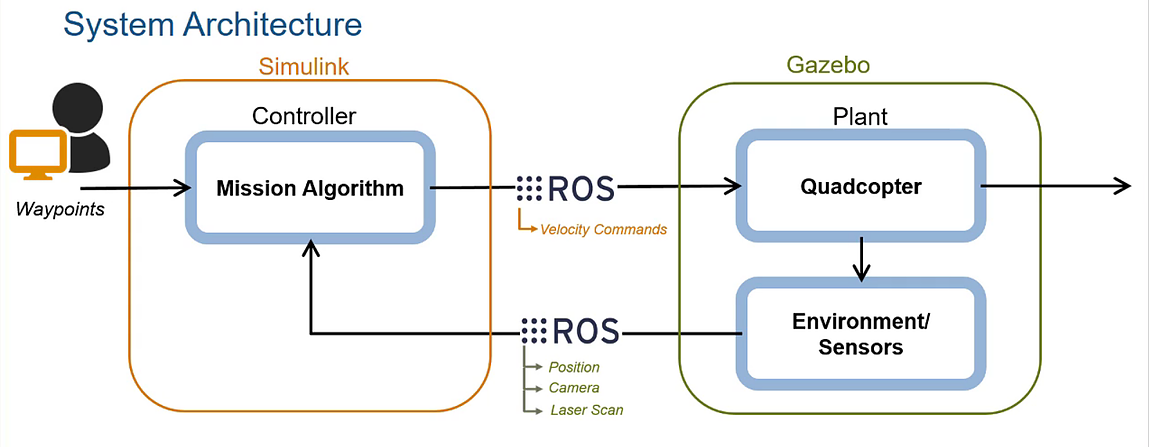 System Architecture
Simulink
Gazebo
Controller
Plant
Mission Algorithm
ROS
Quadcopter
Waypoints
Velocity Commands
Environment/
Sensors
ROS
Position
Camera
Laser Scan